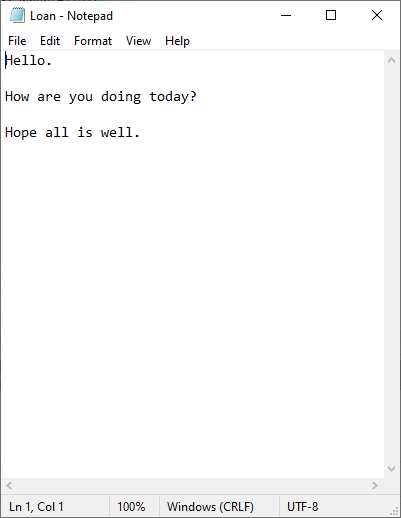 Loan - Notepad
File Edit Format View Help
Hello.
How are you doing today?
Hope all is well.
Ln 1, Col 1 100% Windows (CRLF) UTF-8